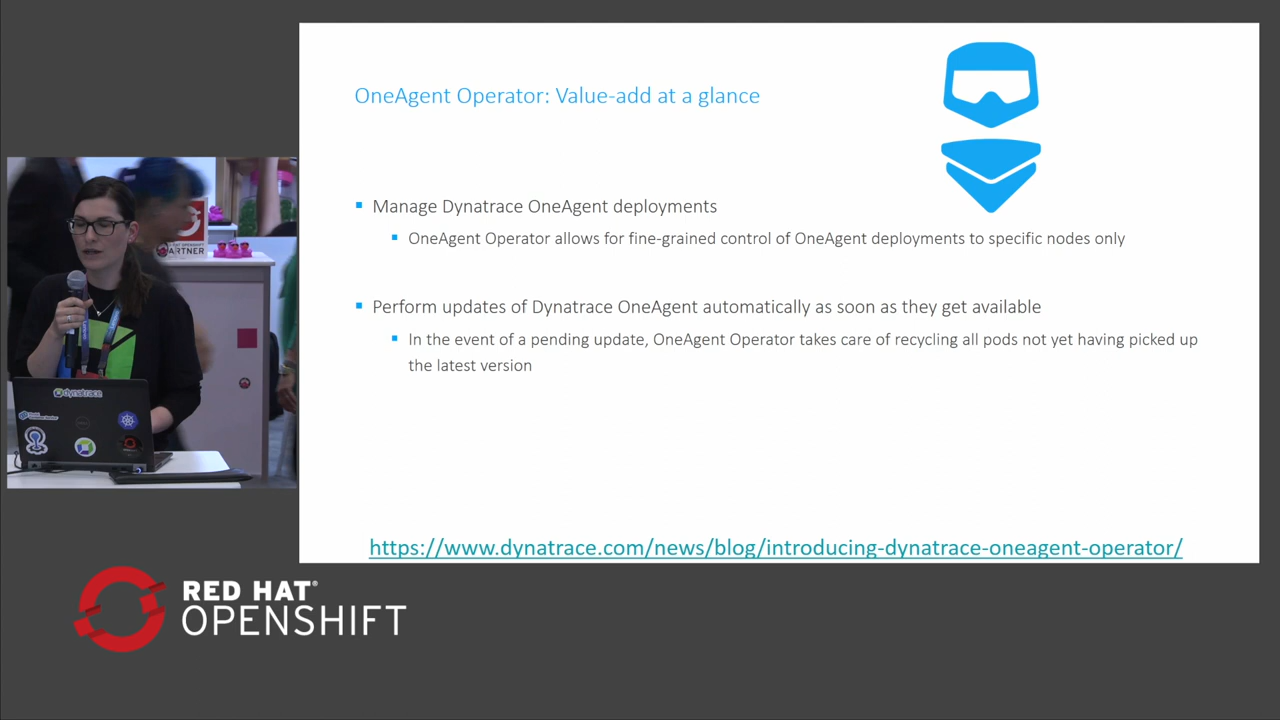 OneAgent Operator: Value-add at a glance
Manage Dynatrace OneAgent deployments
OneAgent Operator allows for fine-grained control of OneAgent deployments to specific nodes only
Perform updates of Dynatrace OneAgent automatically as soon as they get available
In the event of a pending update, OneAgent Operator takes care of recycling all pods not yet having picked up
the latest version
https://www.dynatrace.com/news/blog/introducing-dynatrace-oneagent-operator/
OPENSHIFT
PARTNER
dynatrace
RED HAT®
OPENSHIFT